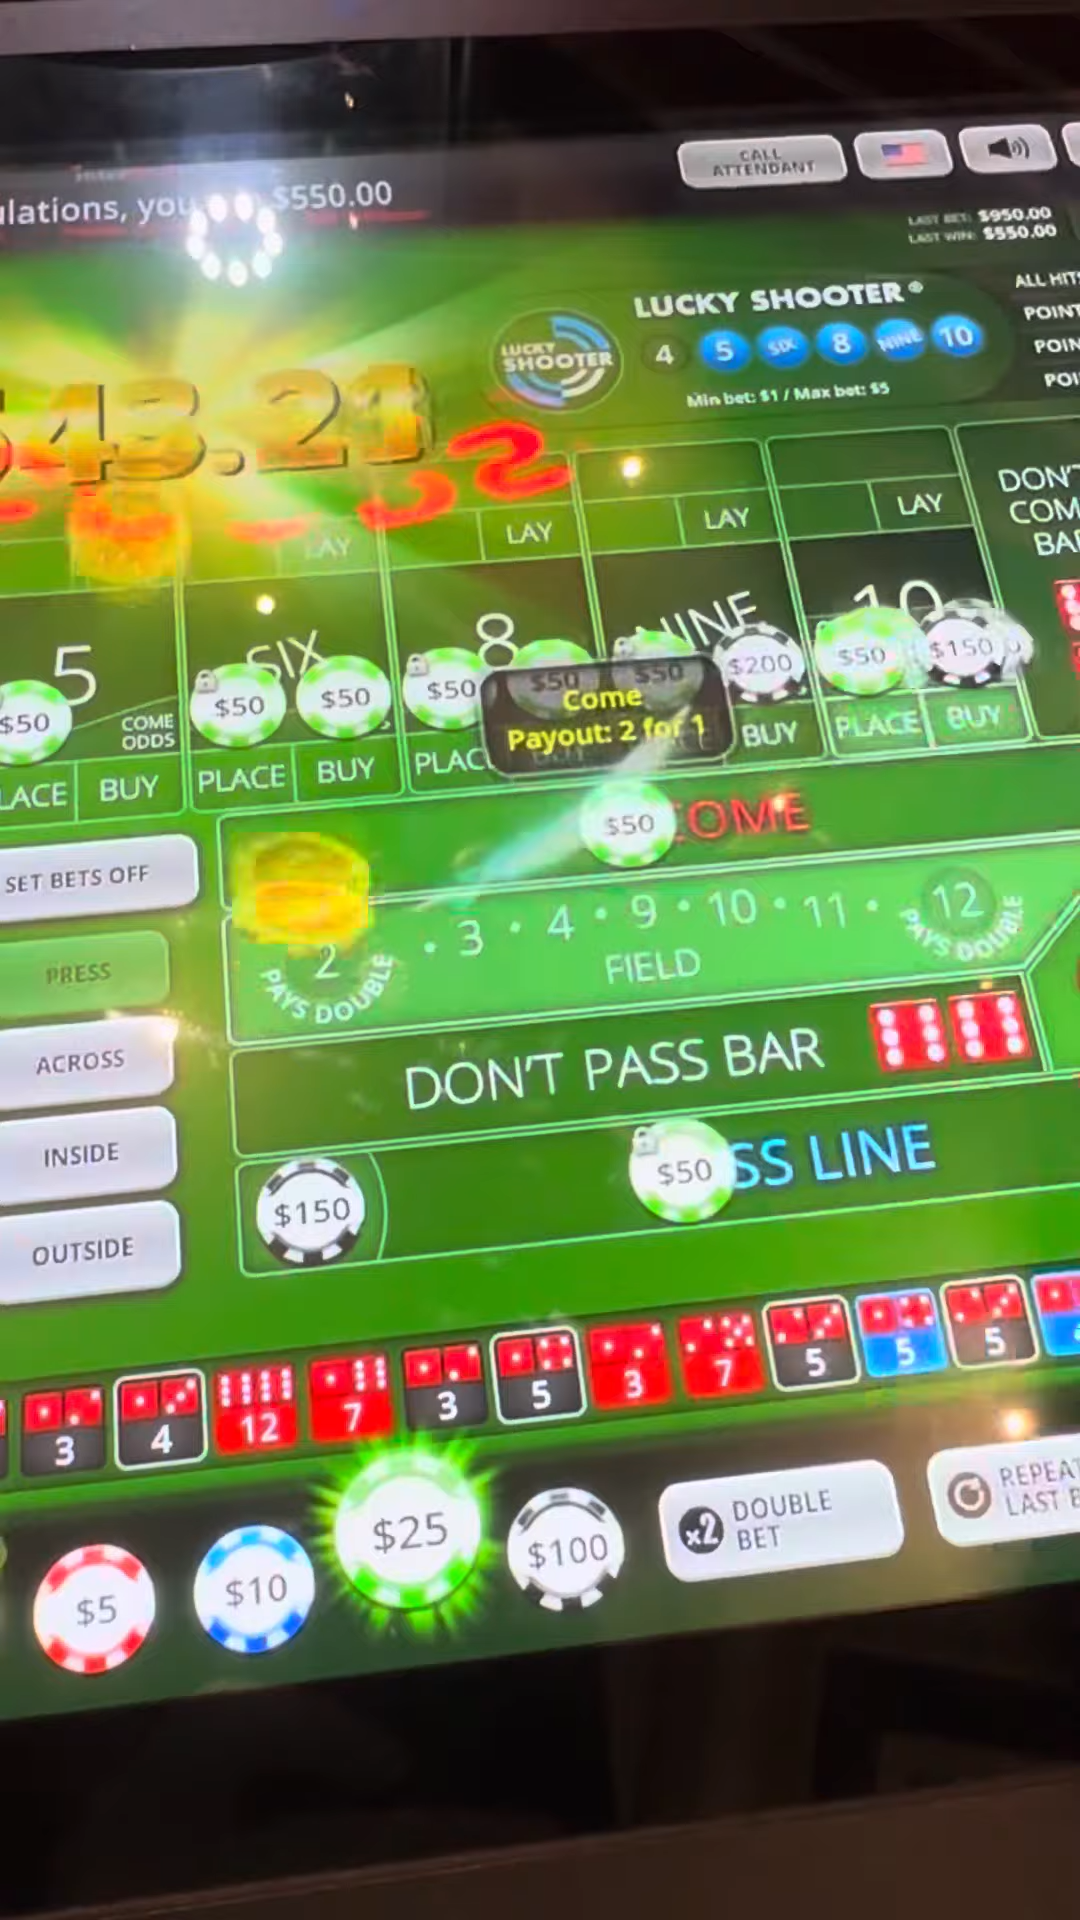 CALL
ATTENDANT
$550.00
LAST BET: $950.00
LAST WIN: $550.00
ALL HITS
LUCKY SHOOTER®
LUCKY
SHOOTER
4 5 SIX 8 NINE 10
Min bet: $1 / Max bet: $5
43.21
DON'T
LAY LAY LAY LAY
5 SIX 8 NINE 10
$50 $50 $50 $50 $50 $50 $200 $50 $150
COME
ODDS
Come
Payout: 2 for 1
PLACE BUY PLACE BUY BUY PLACE BUY
$50 COME
SET BETS OFF
2 • 3 • 4 • 9 • 10 • 11 • 12
PAYS DOUBLE FIELD PAYS DOUBLE
PRESS
ACROSS
DON'T PASS BAR
INSIDE
$150 $50 SS LINE
OUTSIDE
3 4 12 7 3 5 3 7 5 5 5
$5 $10 $25 $100
x2 DOUBLE
BET
REPEAT
LAST